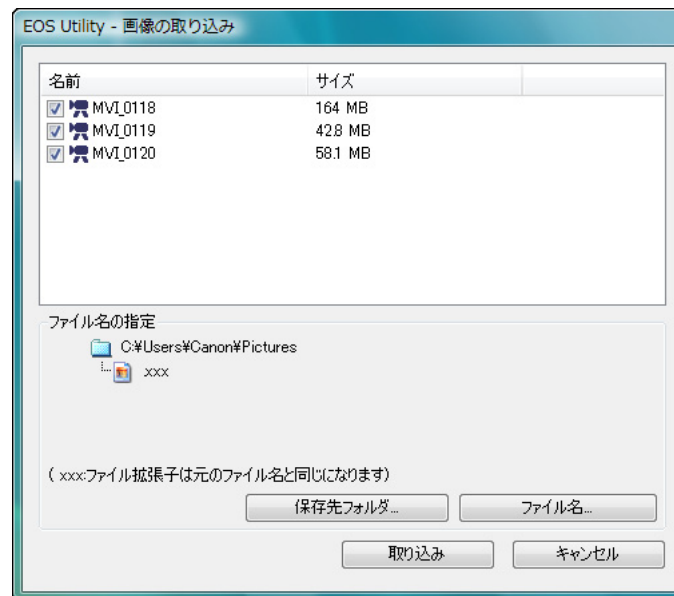 EOS Utility - 画像の取り込み
名前 サイズ
MVI_0118 164 MB
MVI_0119 42.8 MB
MVI_0120 58.1 MB
ファイル名の指定
C:¥Users¥Canon¥Pictures
xxx
( xxx:ファイル拡張子は元のファイル名と同じになります)
保存先フォルダ... ファイル名...
取り込み キャンセル